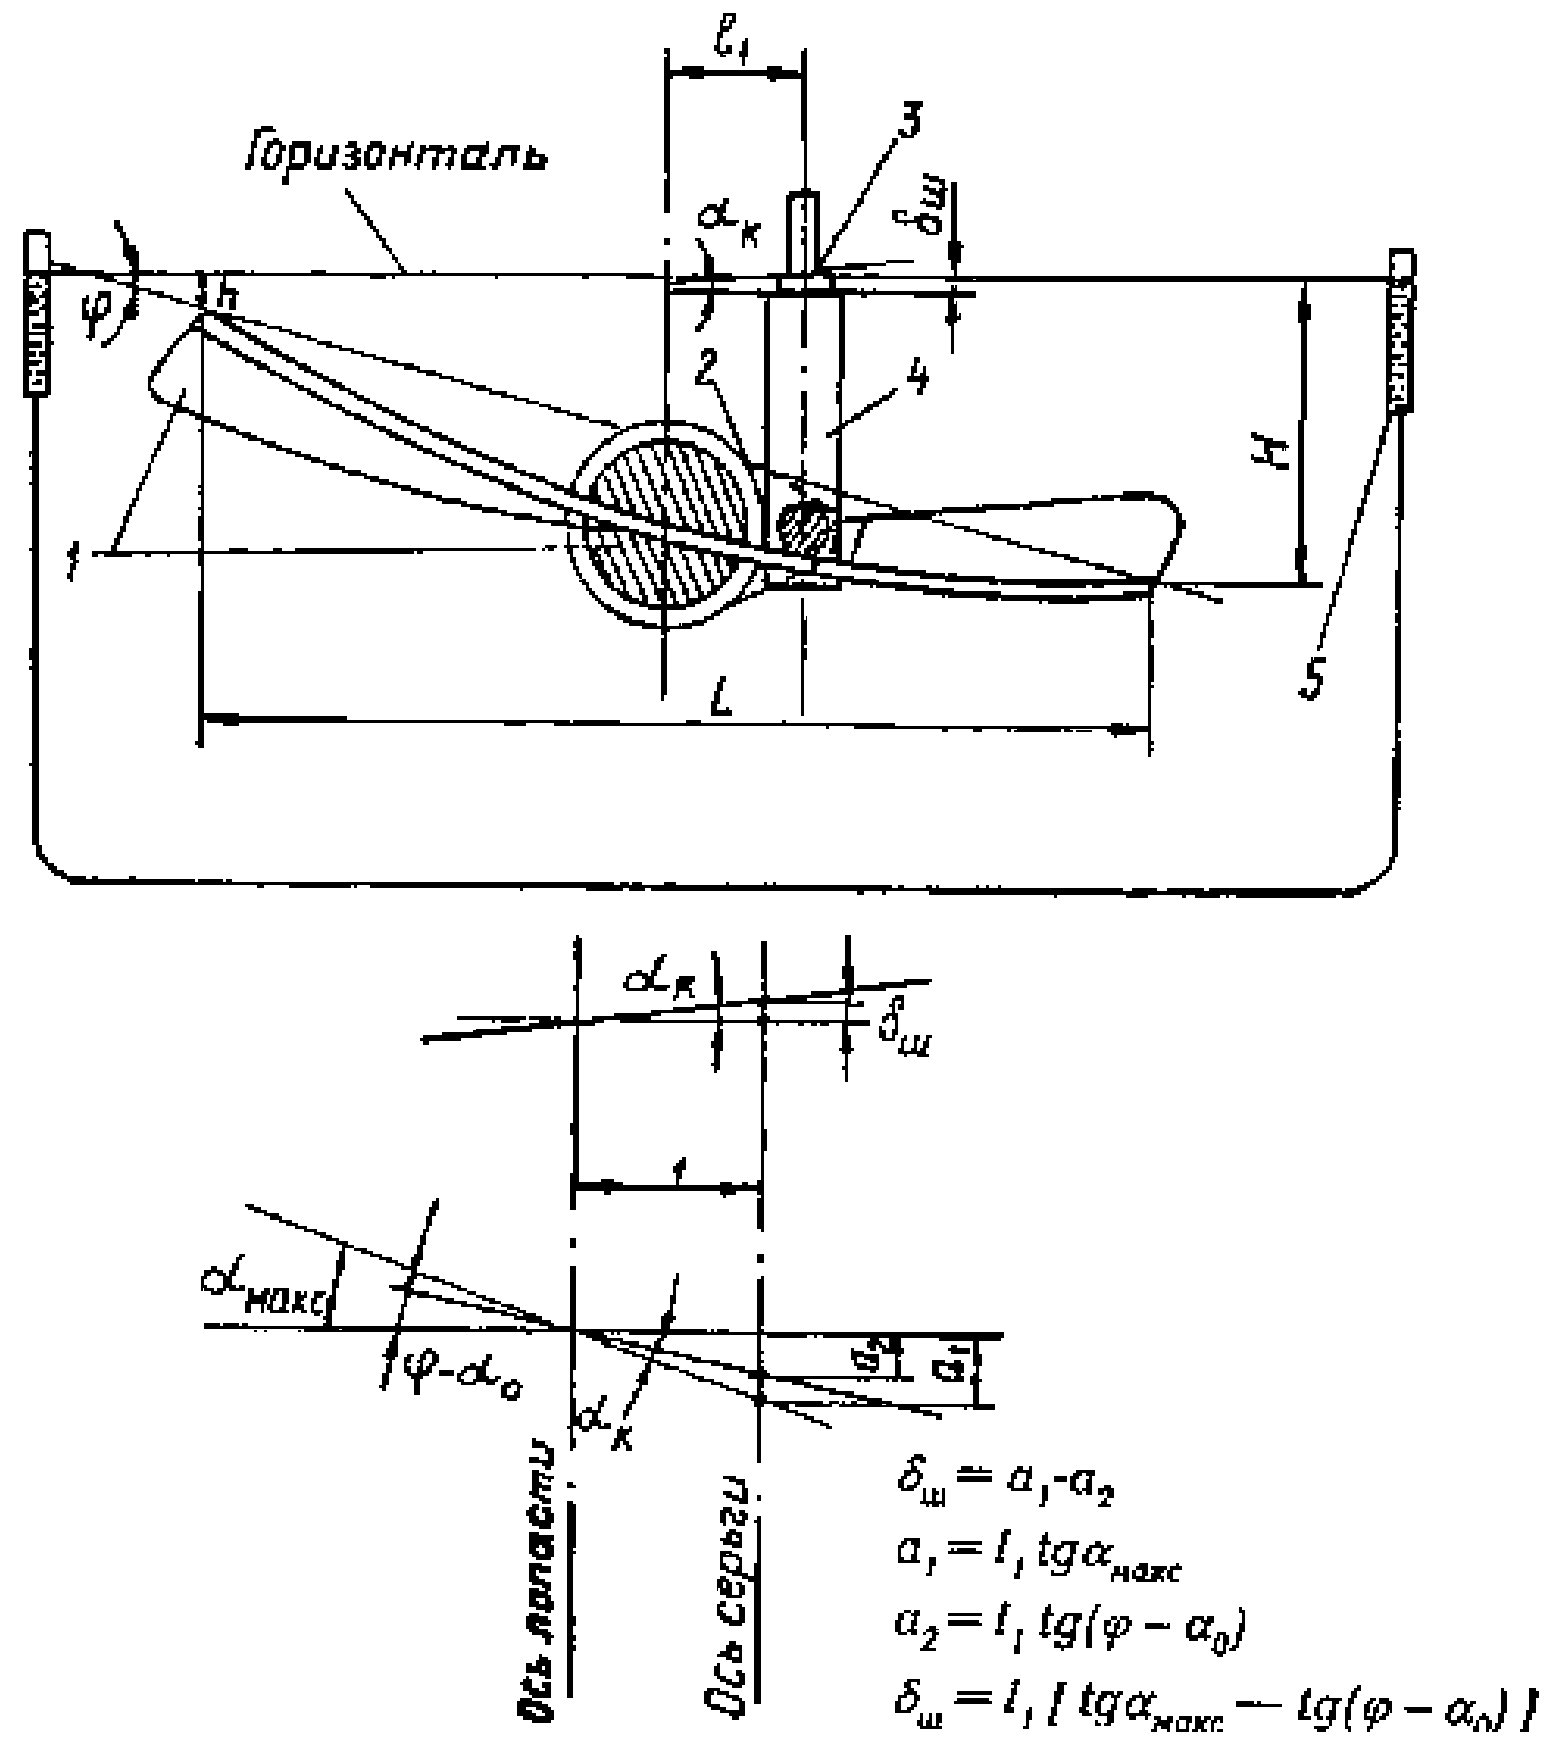 l₁
3
Горизонталь
αк
δш
φ
h
2
4
H
1
5
L
αк
δш
l
αмакс
a₂
a₁
φ-α₀
αк
Ось лопасти
Ось серьги
δш = a₁-a₂
a₁ = l₁ tgαмакс
a₂ = l₁ tg(φ – α₀)
δш = l₁ [ tgαмакс — tg(φ – α₀) ]